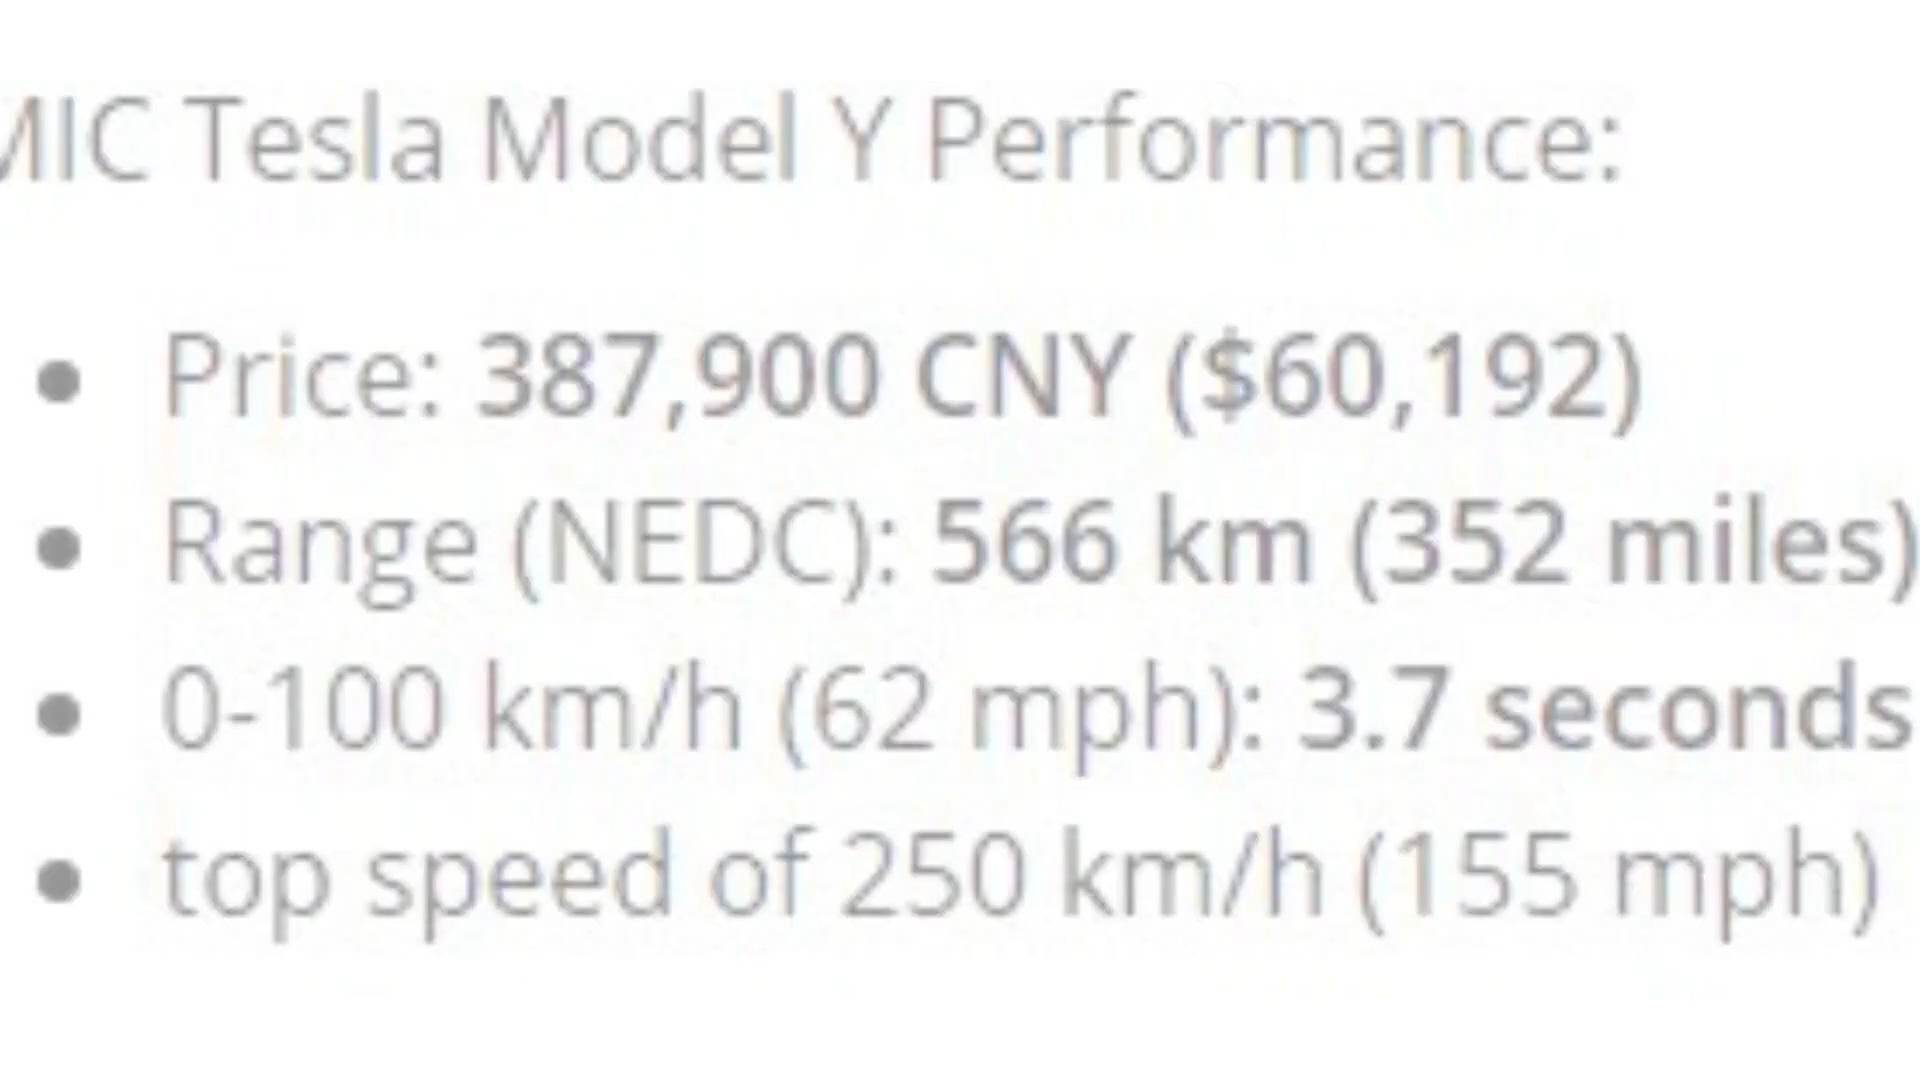 MIC Tesla Model Y Performance:
• Price: 387,900 CNY ($60,192)
• Range (NEDC): 566 km (352 miles)
• 0-100 km/h (62 mph): 3.7 seconds
• top speed of 250 km/h (155 mph)